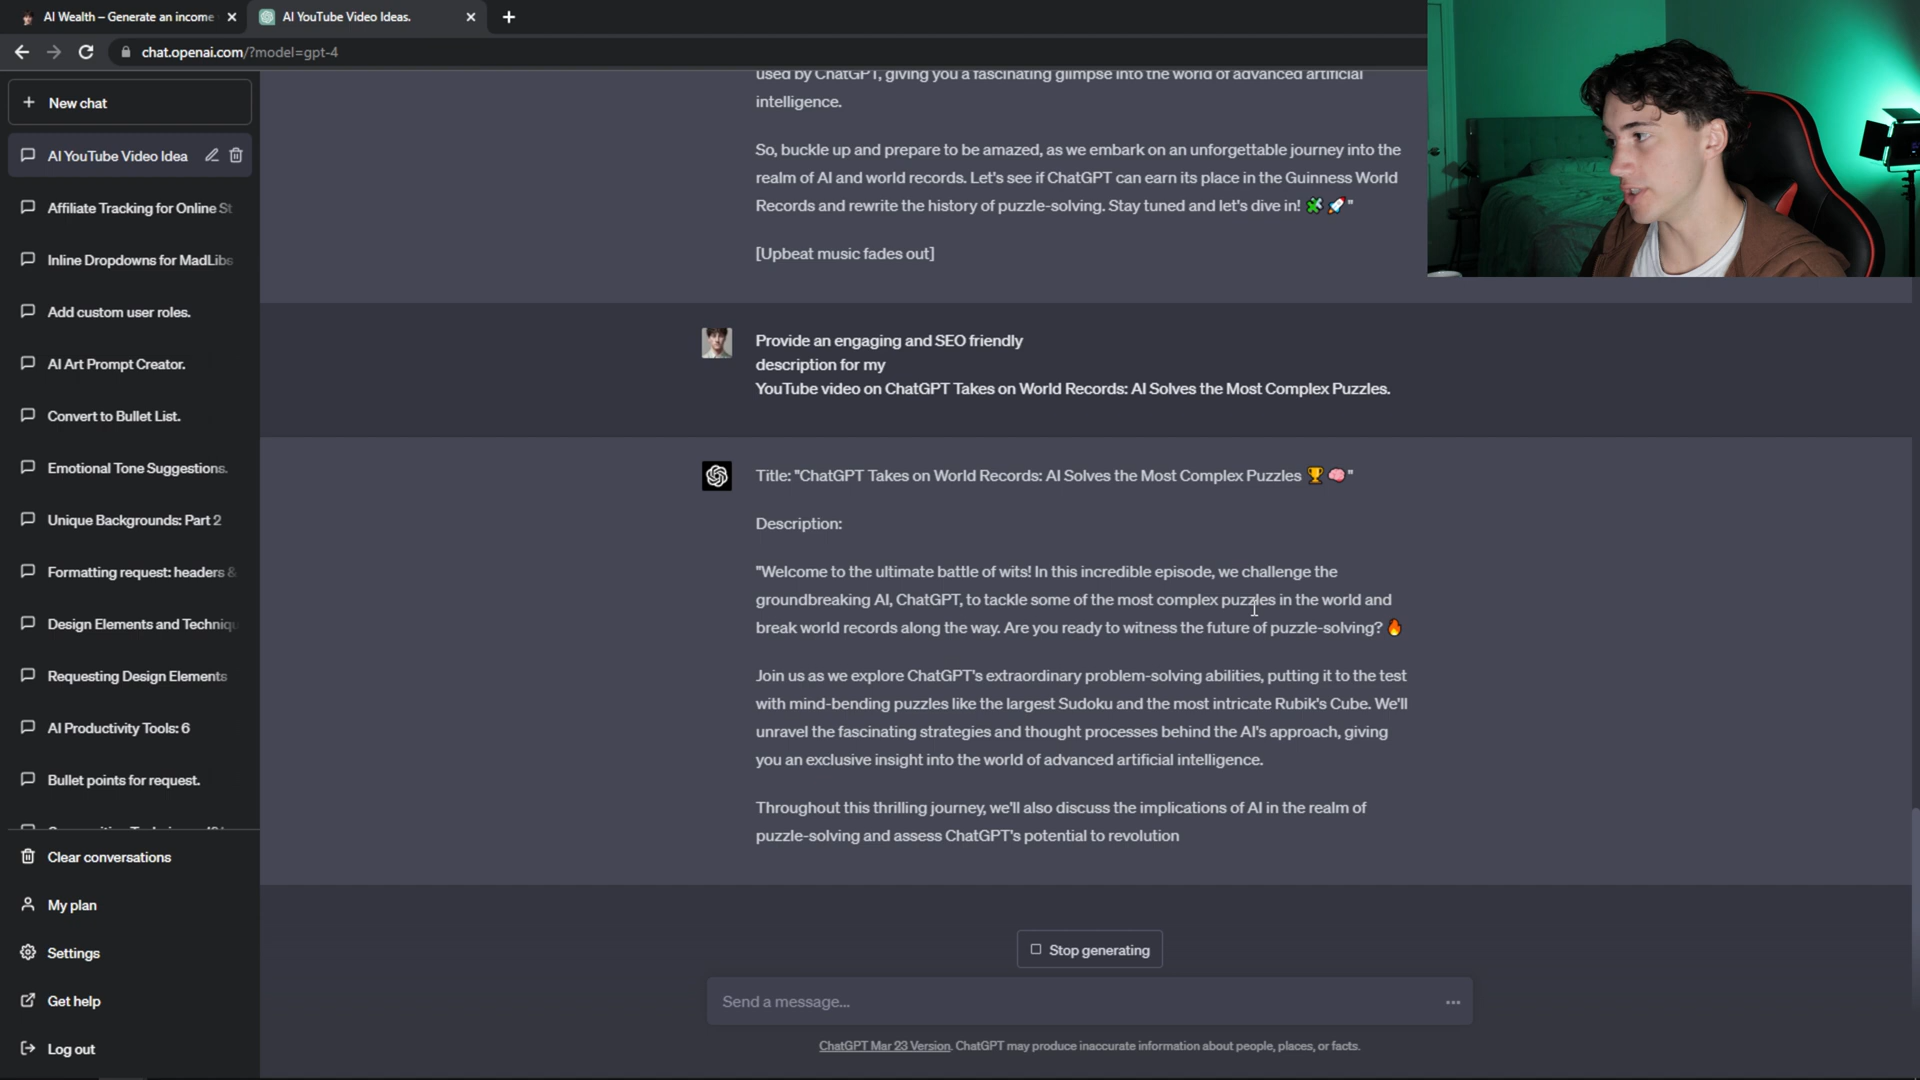 AI Wealth – Generate an income
AI YouTube Video Ideas.
chat.openai.com/?model=gpt-4
New chat
AI YouTube Video Idea
Affiliate Tracking for Online St
Inline Dropdowns for MadLibs
Add custom user roles.
AI Art Prompt Creator.
Convert to Bullet List.
Emotional Tone Suggestions.
Unique Backgrounds: Part 2
Formatting request: headers &
Design Elements and Techniqu
Requesting Design Elements
AI Productivity Tools: 6
Bullet points for request.
Clear conversations
My plan
Settings
Get help
Log out
used by ChatGPT, giving you a fascinating glimpse into the world of advanced artificial
intelligence.
So, buckle up and prepare to be amazed, as we embark on an unforgettable journey into the
realm of AI and world records. Let's see if ChatGPT can earn its place in the Guinness World
Records and rewrite the history of puzzle-solving. Stay tuned and let's dive in! 🧩 🚀"
[Upbeat music fades out]
Provide an engaging and SEO friendly
description for my
YouTube video on ChatGPT Takes on World Records: AI Solves the Most Complex Puzzles.
Title: "ChatGPT Takes on World Records: AI Solves the Most Complex Puzzles 🏆 🧠"
Description:
"Welcome to the ultimate battle of wits! In this incredible episode, we challenge the
groundbreaking AI, ChatGPT, to tackle some of the most complex puzzles in the world and
break world records along the way. Are you ready to witness the future of puzzle-solving? 🔥
Join us as we explore ChatGPT's extraordinary problem-solving abilities, putting it to the test
with mind-bending puzzles like the largest Sudoku and the most intricate Rubik's Cube. We'll
unravel the fascinating strategies and thought processes behind the AI's approach, giving
you an exclusive insight into the world of advanced artificial intelligence.
Throughout this thrilling journey, we'll also discuss the implications of AI in the realm of
puzzle-solving and assess ChatGPT's potential to revolution
Stop generating
Send a message...
ChatGPT Mar 23 Version. ChatGPT may produce inaccurate information about people, places, or facts.